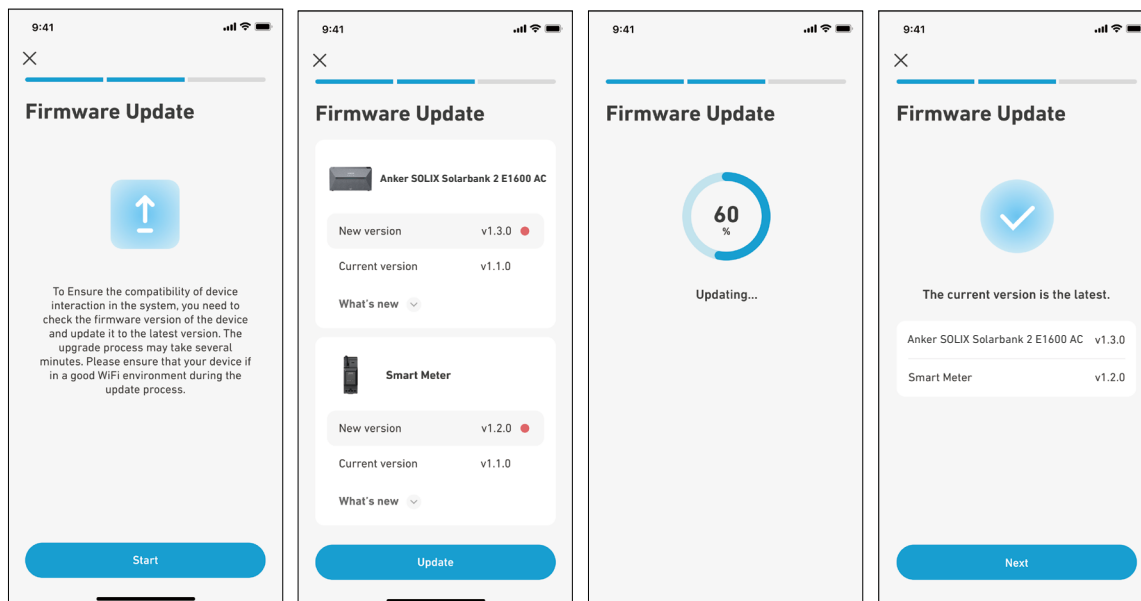 9:41
Firmware Update
To Ensure the compatibility of device
interaction in the system, you need to
check the firmware version of the device
and update it to the latest version. The
upgrade process may take several
minutes. Please ensure that your device if
in a good WiFi environment during the
update process.
Start
9:41
Firmware Update
Anker SOLIX Solarbank 2 E1600 AC
New version v1.3.0
Current version v1.1.0
What's new
Smart Meter
New version v1.2.0
Current version v1.1.0
What's new
Update
9:41
Firmware Update
60
%
Updating...
9:41
Firmware Update
The current version is the latest.
Anker SOLIX Solarbank 2 E1600 AC v1.3.0
Smart Meter v1.2.0
Next